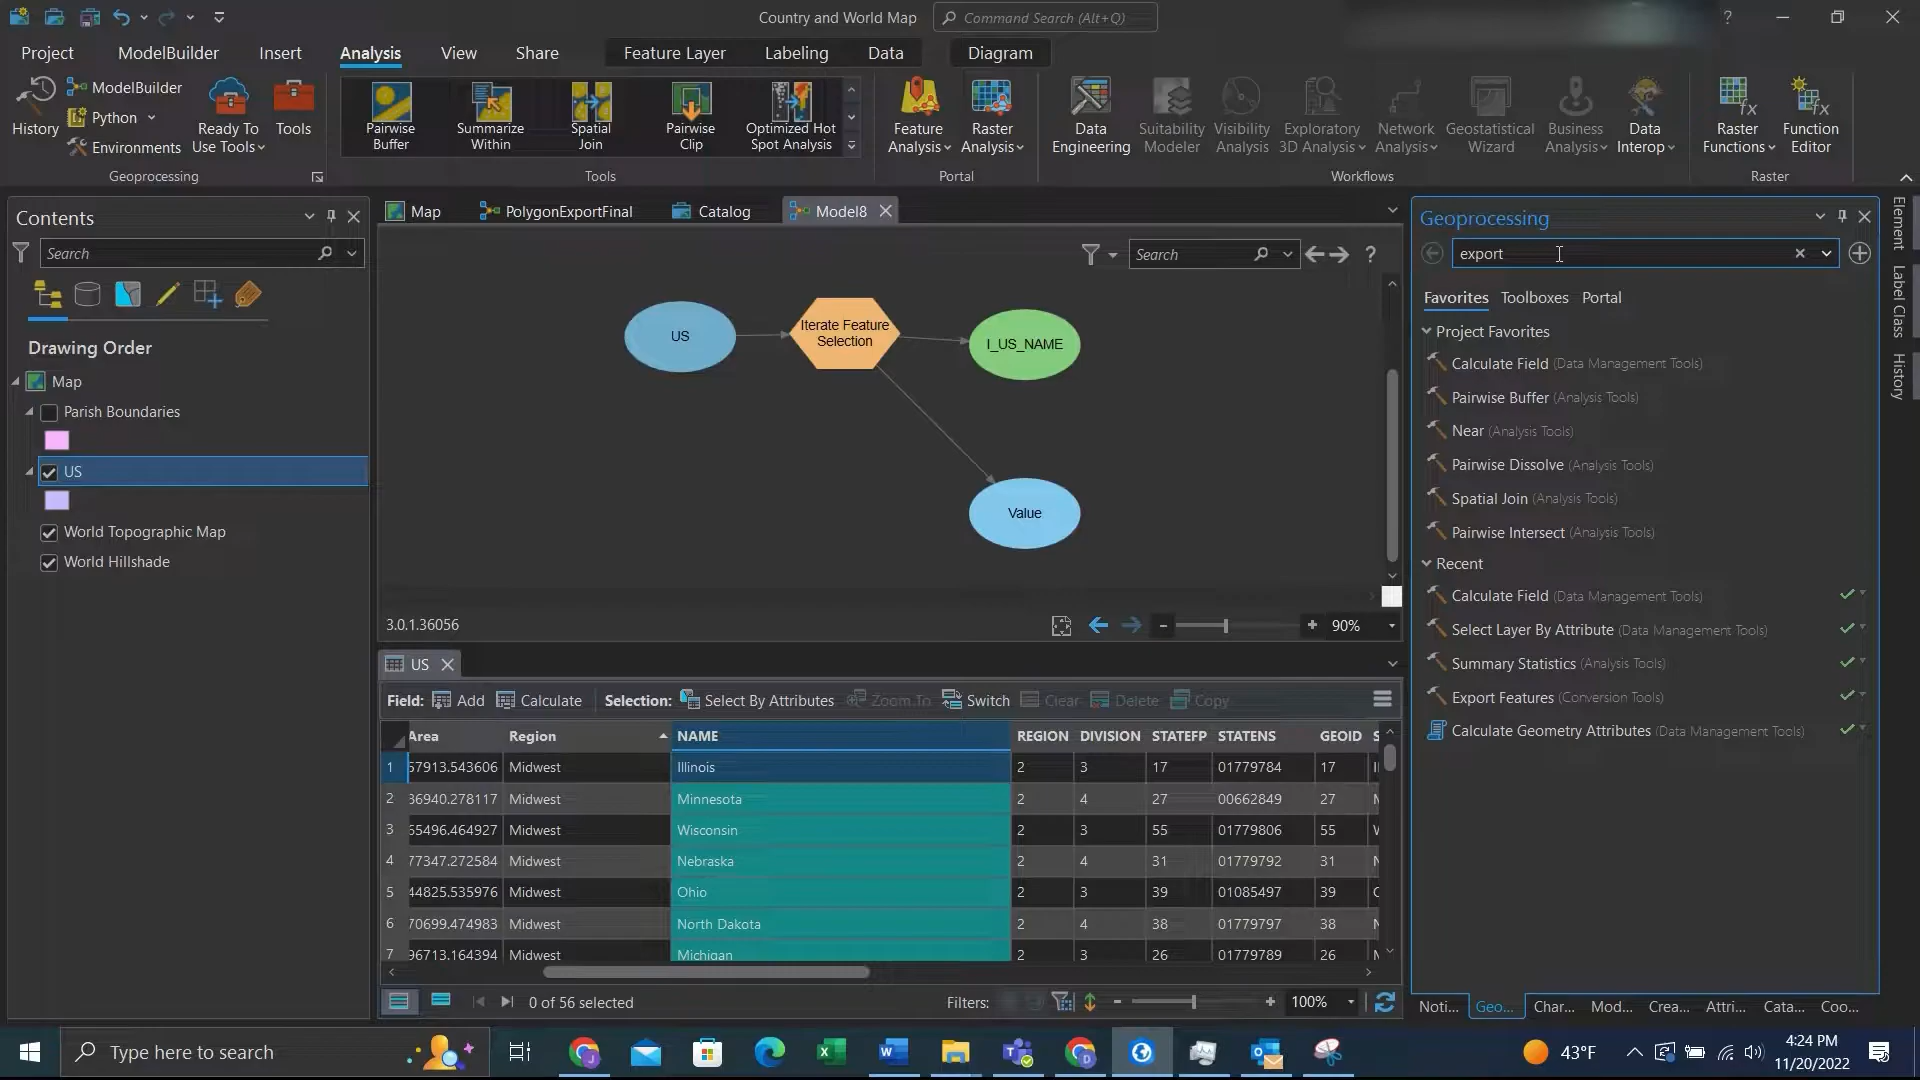 Country and World Map
Command Search (Alt+Q)
?
Project
ModelBuilder
Insert
Analysis
View
Share
Feature Layer
Labeling
Data
Diagram
History
ModelBuilder
Python
Environments
Ready To
Use Tools
Tools
Geoprocessing
Pairwise
Buffer
Summarize
Within
Spatial
Join
Pairwise
Clip
Optimized Hot
Spot Analysis
Tools
Feature
Analysis
Raster
Analysis
Portal
Data
Engineering
Suitability
Modeler
Visibility
Analysis
Exploratory
3D Analysis
Network
Analysis
Geostatistical
Wizard
Business
Analysis
Data
Interop
Workflows
Raster
Functions
Function
Editor
Raster
Contents
Search
Drawing Order
Map
Parish Boundaries
US
World Topographic Map
World Hillshade
Map
PolygonExportFinal
Catalog
Model8
Search
?
US
Iterate Feature
Selection
I_US_NAME
Value
3.0.1.36056
90%
US
Field: Add Calculate Selection: Select By Attributes Zoom To Switch Clear Delete Copy
Area Region NAME REGION DIVISION STATEFP STATENS GEOID S
1 57913.543606 Midwest Illinois 2 3 17 01779784 17 Il
2 36940.278117 Midwest Minnesota 2 4 27 00662849 27 M
3 65496.464927 Midwest Wisconsin 2 3 55 01779806 55 W
4 77347.272584 Midwest Nebraska 2 4 31 01779792 31 N
5 44825.535976 Midwest Ohio 2 3 39 01085497 39 O
6 70699.474983 Midwest North Dakota 2 4 38 01779797 38 N
7 96713.164394 Midwest Michigan 2 3 26 01779789 26 M
0 of 56 selected
Filters:
100%
Geoprocessing
export
Favorites Toolboxes Portal
Project Favorites
Calculate Field (Data Management Tools)
Pairwise Buffer (Analysis Tools)
Near (Analysis Tools)
Pairwise Dissolve (Analysis Tools)
Spatial Join (Analysis Tools)
Pairwise Intersect (Analysis Tools)
Recent
Calculate Field (Data Management Tools)
Select Layer By Attribute (Data Management Tools)
Summary Statistics (Analysis Tools)
Export Features (Conversion Tools)
Calculate Geometry Attributes (Data Management Tools)
Noti... Geo... Char... Mod... Crea... Attri... Cata... Coo...
Element
Label Class
History
Type here to search
43°F
4:24 PM
11/20/2022